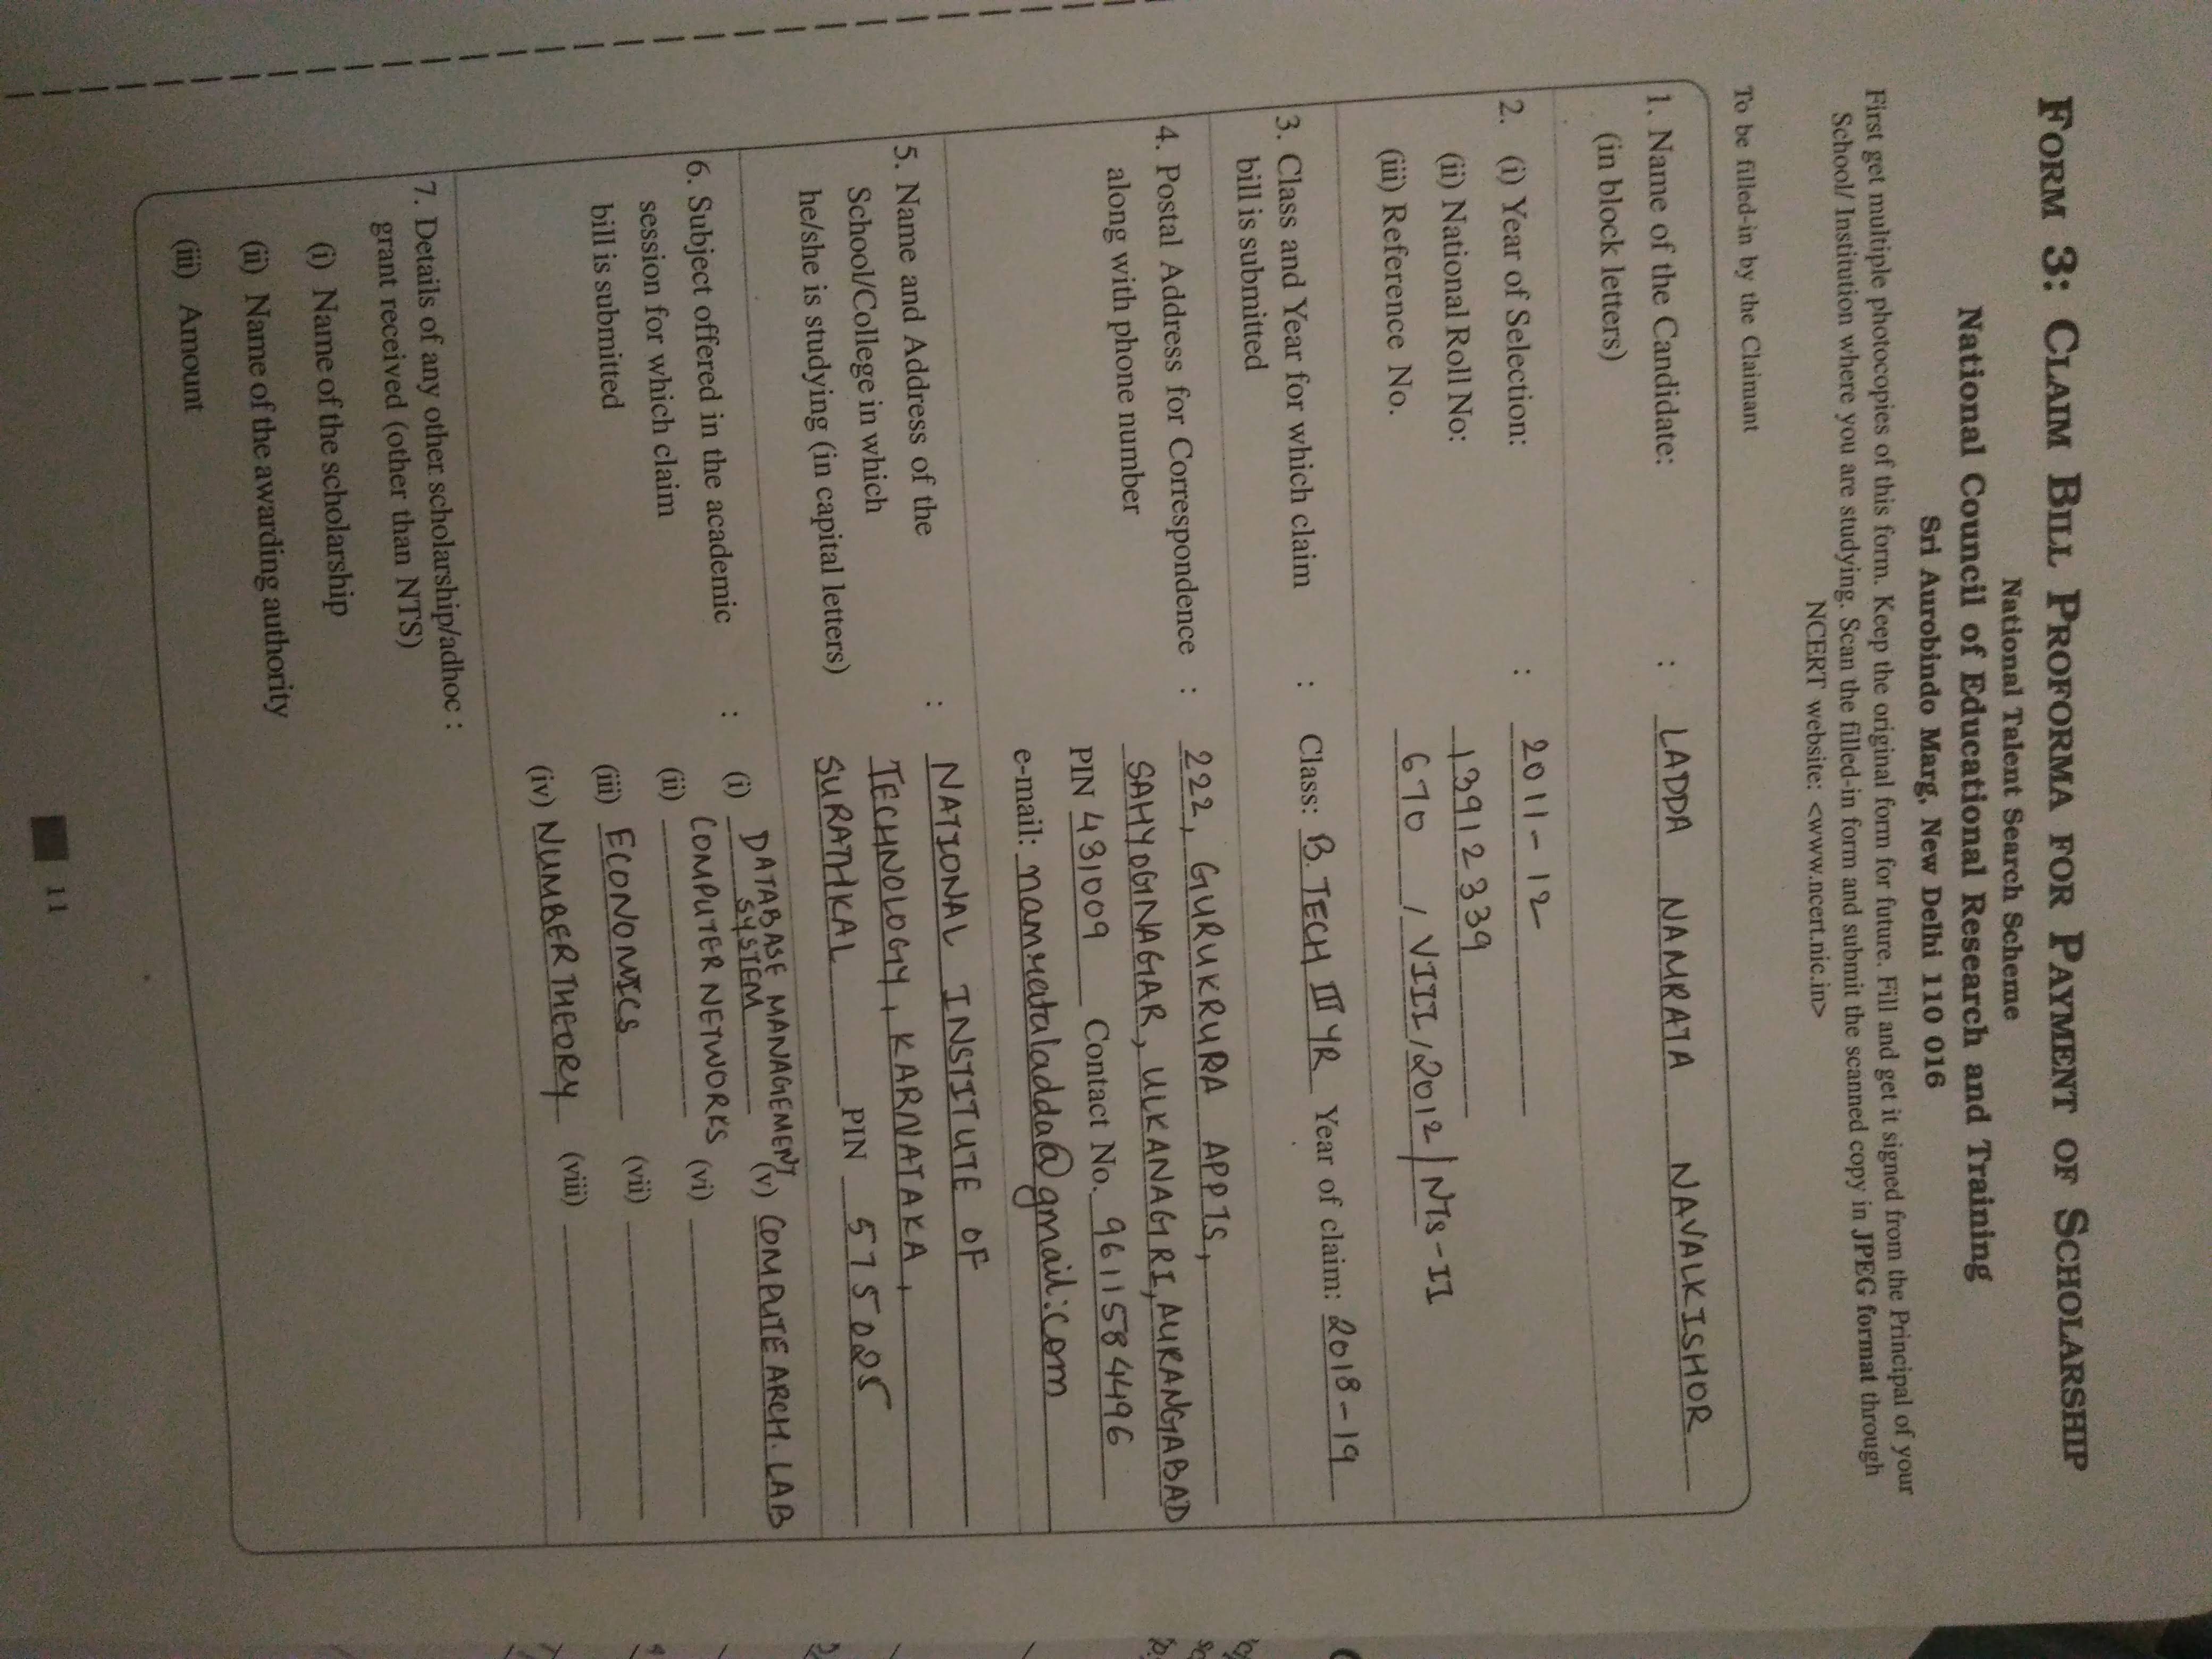 FORM 3: CLAIM BILL PROFORMA FOR PAYMENT OF SCHOLARSHIP
National Talent Search Scheme
National Council of Educational Research and Training
Sri Aurobindo Marg, New Delhi 110 016
First get multiple photocopies of this form. Keep the original form for future. Fill and get it signed from the Principal of your
School/ Institution where you are studying. Scan the filled-in form and submit the scanned copy in JPEG format through
NCERT website: <www.ncert.nic.in>
To be filled-in by the Claimant
1. Name of the Candidate: : LADDA NAMRATA NAVALKISHOR
(in block letters)
2. (i) Year of Selection: : 2011-12
(ii) National Roll No: 13912339
(iii) Reference No. 670 / VIII/2012/NTS-II
3. Class and Year for which claim : Class: B.TECH III YR Year of claim: 2018-19
bill is submitted
4. Postal Address for Correspondence : 222, GURUKRURA APPTS,
along with phone number SAHYOGNAGAR, ULKANAGRI, AURANGABAD
PIN 431009 Contact No. 9611584496
e-mail: namrataladda@gmail.com
5. Name and Address of the : NATIONAL INSTITUTE OF
School/College in which TECHNOLOGY, KARNATAKA,
he/she is studying (in capital letters) SURATHKAL PIN 575025
6. Subject offered in the academic : (i) DATABASE MANAGEMENT SYSTEM (v) COMPUTE ARCH. LAB
session for which claim (ii) COMPUTER NETWORKS (vi)
bill is submitted (iii) ECONOMICS (vii)
(iv) NUMBER THEORY (viii)
7. Details of any other scholarship/adhoc :
grant received (other than NTS)
(i) Name of the scholarship
(ii) Name of the awarding authority
(iii) Amount
11